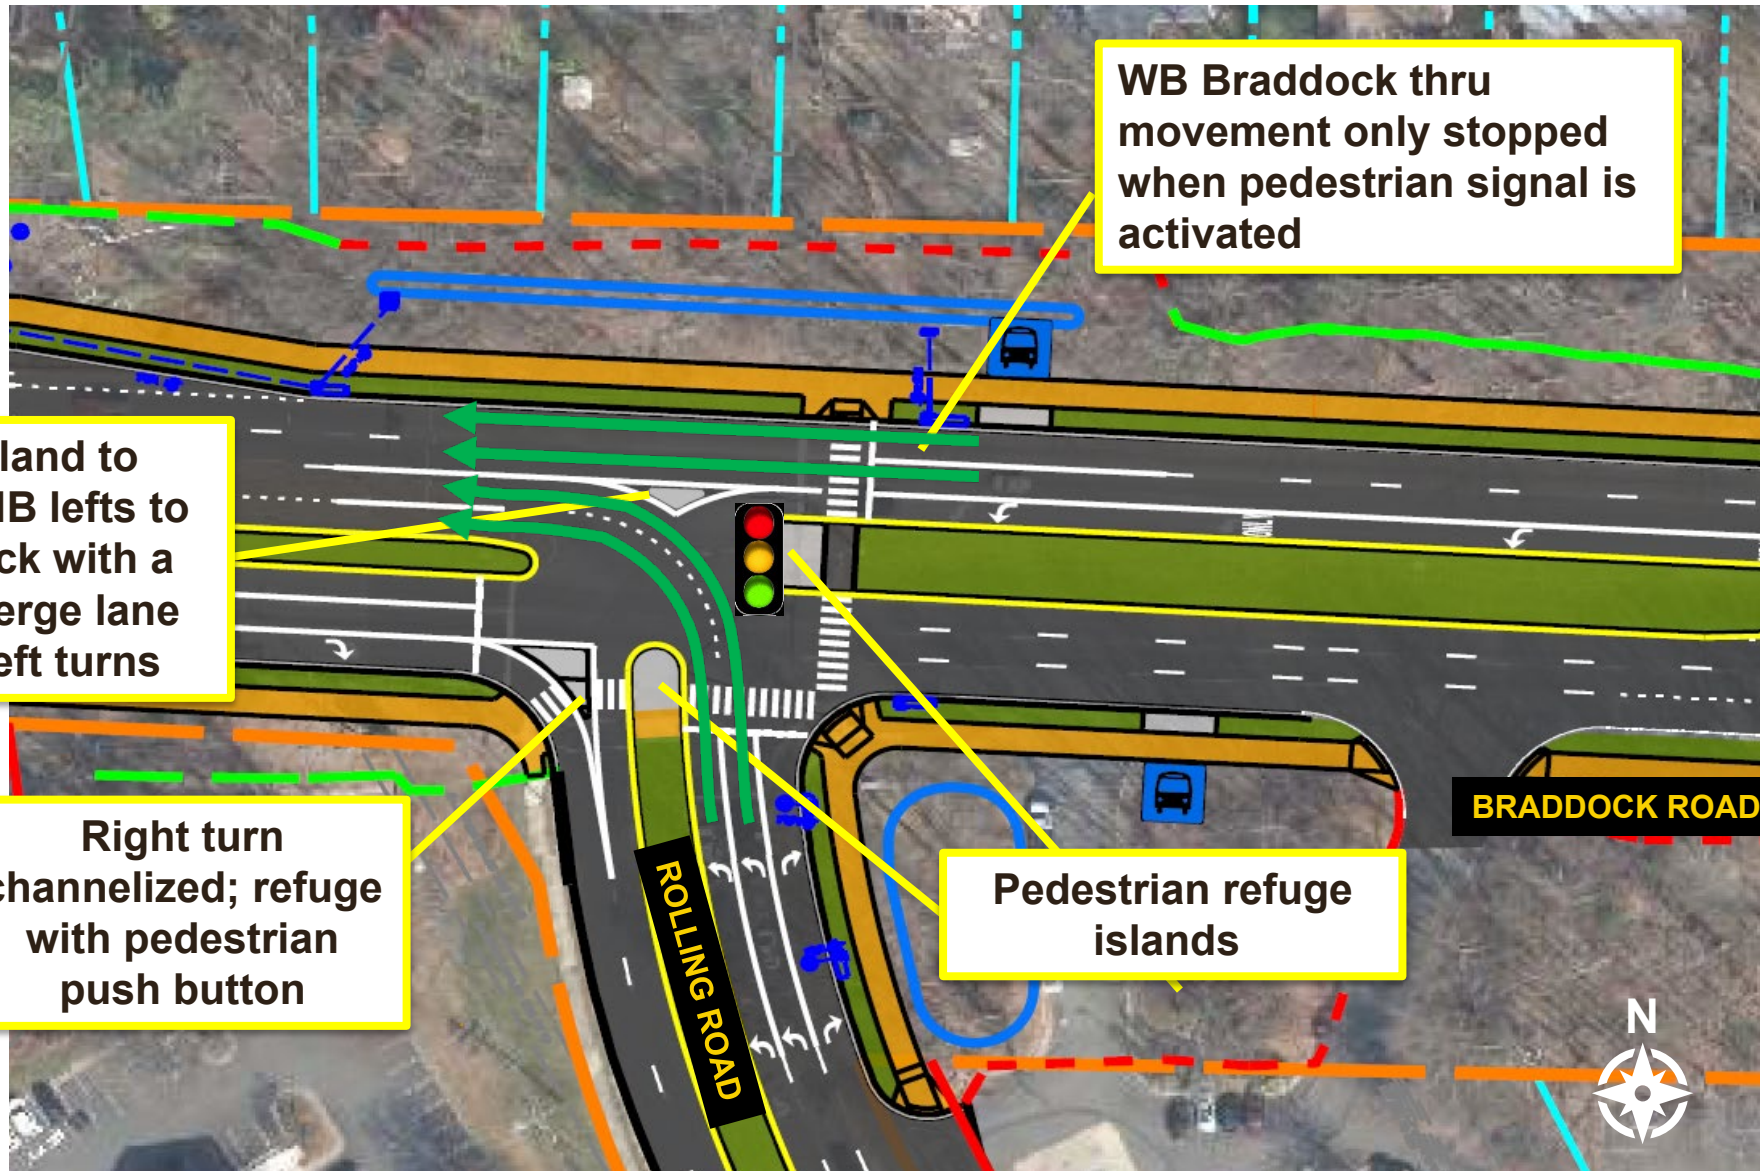 WB Braddock thru
movement only stopped
when pedestrian signal is
activated
land to
lefts to
ck with a
erge lane
eft turns
ONLY
Right turn
channelized; refuge
with pedestrian
push button
ROLLING ROAD
Pedestrian refuge
islands
BRADDOCK ROAD
N